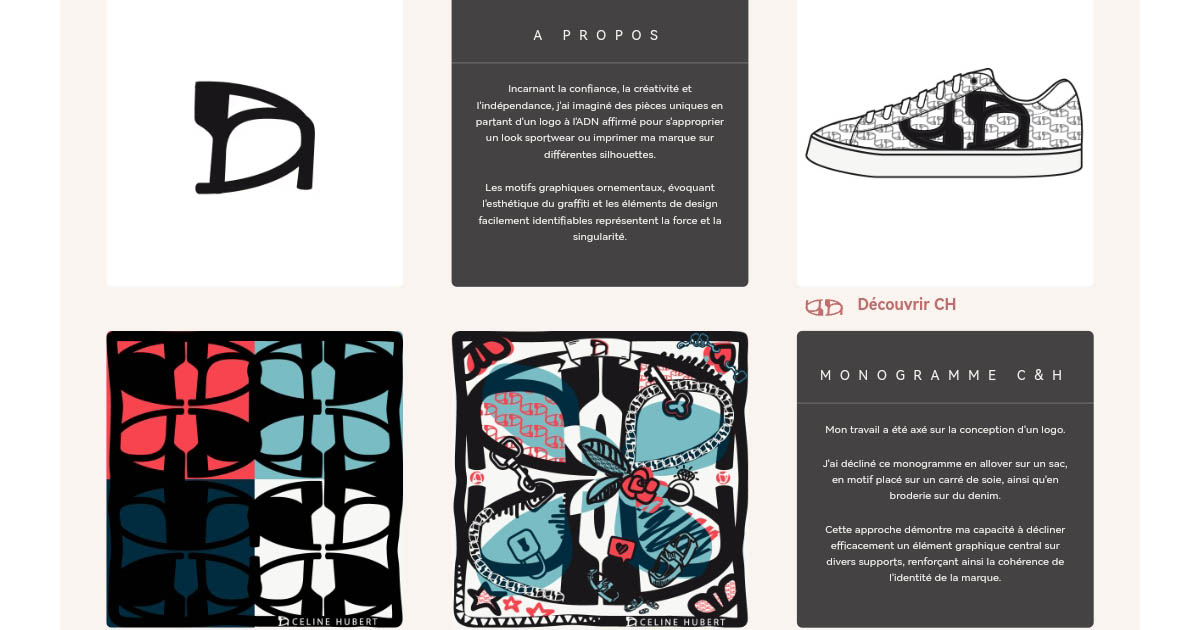 A PROPOS
Incarnant la confiance, la créativité et
l'indépendance, j'ai imaginé des pièces uniques en
partant d'un logo à l'ADN affirmé pour s'approprier
un look sportwear ou imprimer ma marque sur
différentes silhouettes.
Les motifs graphiques ornementaux, évoquant
l'esthétique du graffiti et les éléments de design
facilement identifiables représentent la force et la
singularité.
Découvrir CH
CELINE HUBERT
CELINE HUBERT
MONOGRAMME C&H
Mon travail a été axé sur la conception d'un logo.
J'ai décliné ce monogramme en allover sur un sac,
en motif placé sur un carré de soie, ainsi qu'en
broderie sur du denim.
Cette approche démontre ma capacité à décliner
efficacement un élément graphique central sur
divers supports, renforçant ainsi la cohérence de
l'identité de la marque.